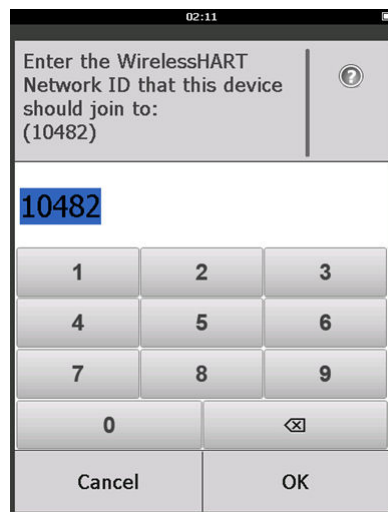 02:11
Enter the WirelessHART
Network ID that this device
should join to:
(10482)
?
10482
1 2 3
4 5 6
7 8 9
0
Cancel OK